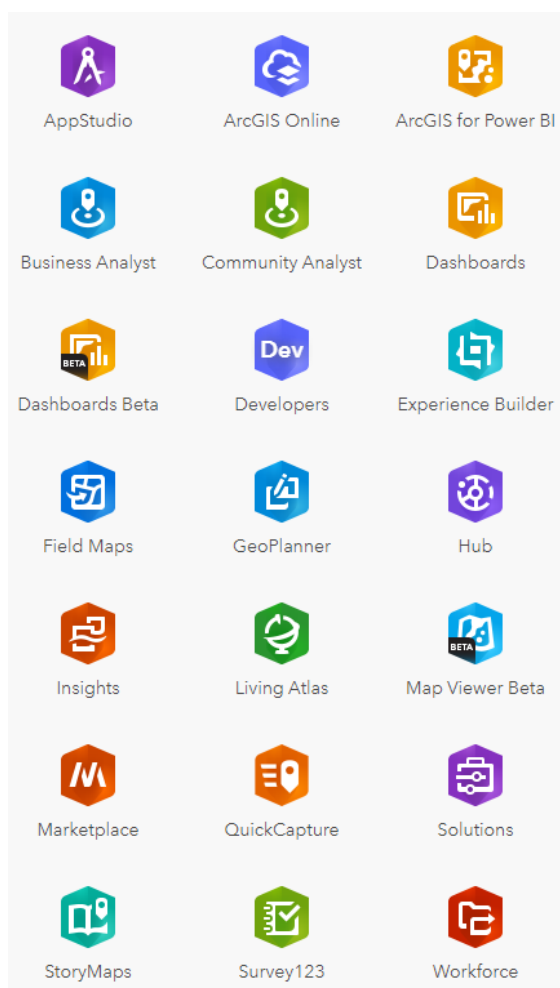 AppStudio
ArcGIS Online
ArcGIS for Power BI
Business Analyst
Community Analyst
Dashboards
BETA
Dashboards Beta
Dev
Developers
Experience Builder
Field Maps
GeoPlanner
Hub
Insights
Living Atlas
BETA
Map Viewer Beta
Marketplace
QuickCapture
Solutions
StoryMaps
Survey123
Workforce